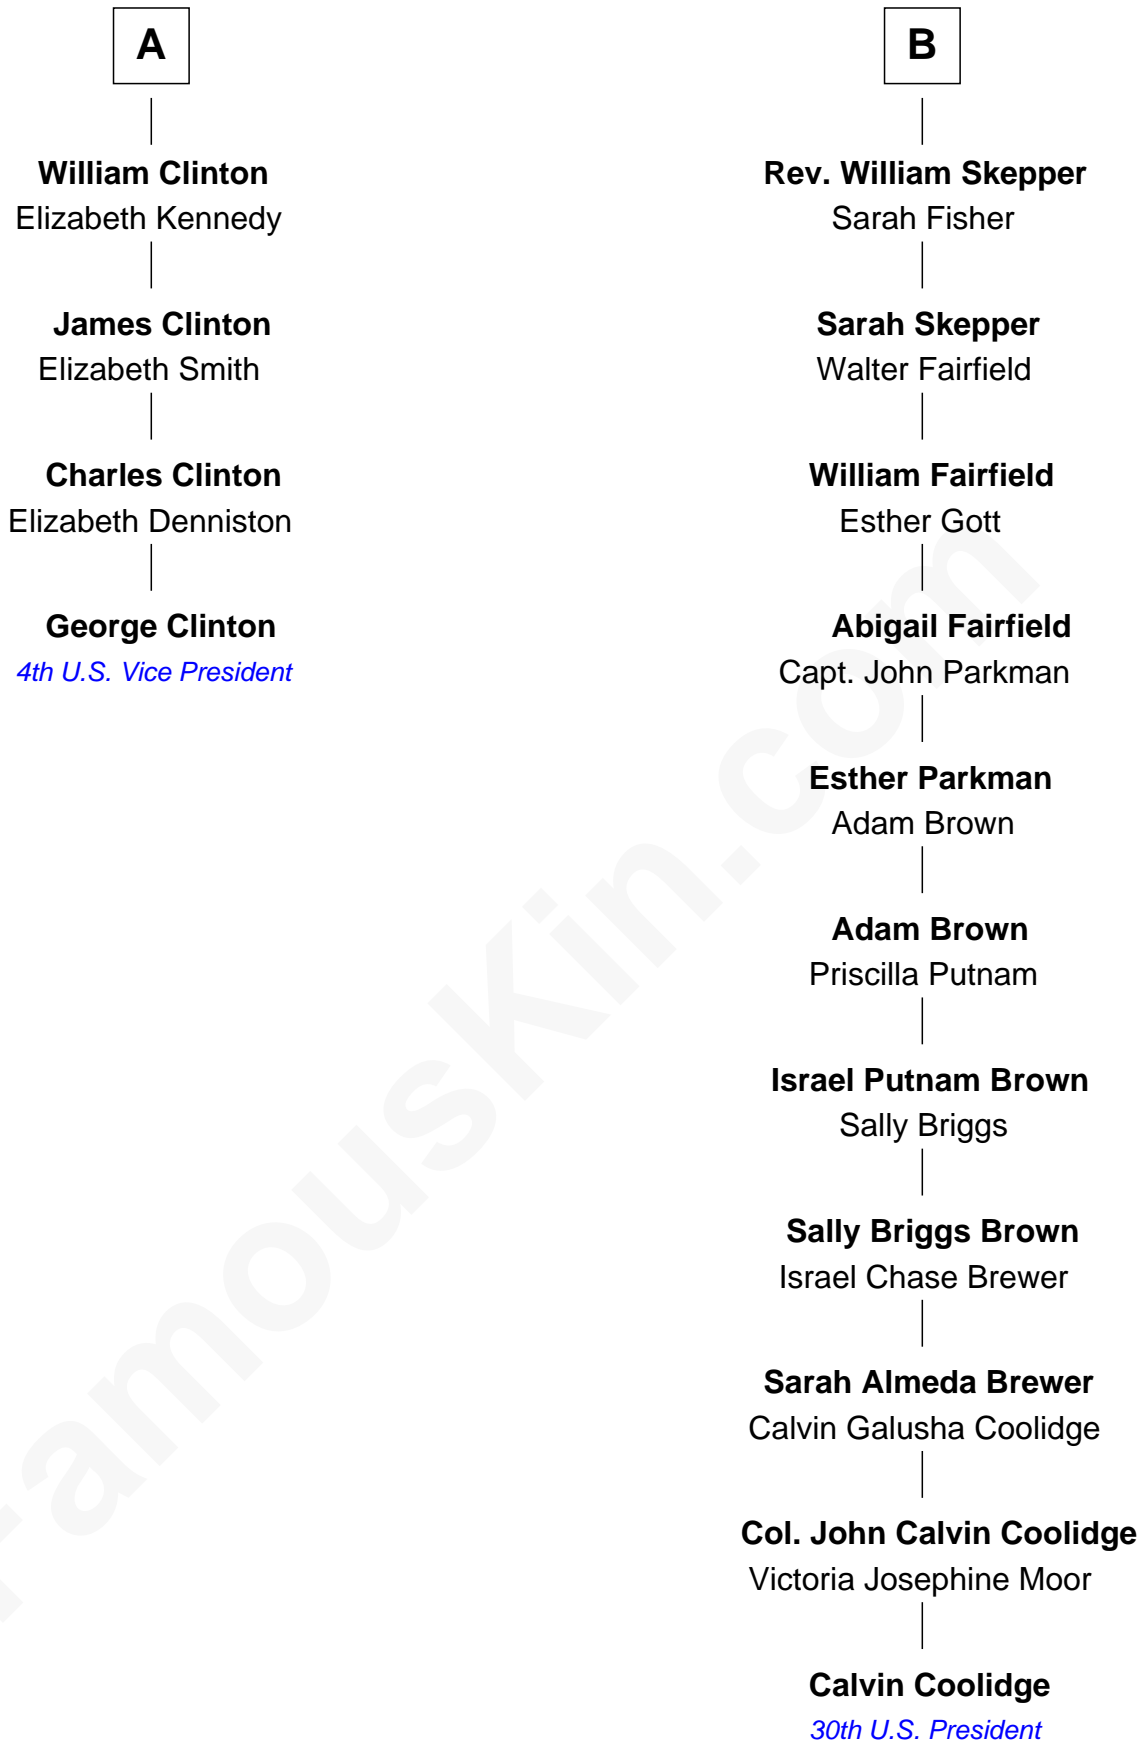 A
William Clinton
Elizabeth Kennedy
James Clinton
Elizabeth Smith
Charles Clinton
Elizabeth Denniston
George Clinton
4th U.S. Vice President
B
Rev. William Skepper
Sarah Fisher
Sarah Skepper
Walter Fairfield
William Fairfield
Esther Gott
Abigail Fairfield
Capt. John Parkman
Esther Parkman
Adam Brown
Adam Brown
Priscilla Putnam
Israel Putnam Brown
Sally Briggs
Sally Briggs Brown
Israel Chase Brewer
Sarah Almeda Brewer
Calvin Galusha Coolidge
Col. John Calvin Coolidge
Victoria Josephine Moor
Calvin Coolidge
30th U.S. President
FamousKin.com